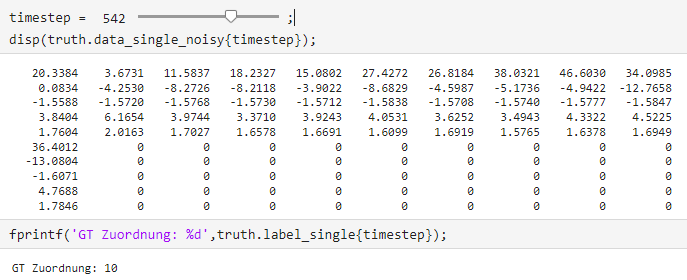 timestep = 542 ;
disp(truth.data_single_noisy{timestep});
20.3384 3.6731 11.5837 18.2327 15.0802 27.4272 26.8184 38.0321 46.6030 34.0985
0.0834 -4.2530 -8.2726 -8.2118 -3.9022 -8.6829 -4.5987 -5.1736 -4.9422 -12.7658
-1.5588 -1.5720 -1.5768 -1.5730 -1.5712 -1.5838 -1.5708 -1.5740 -1.5777 -1.5847
3.8404 6.1654 3.9744 3.3710 3.9243 4.0531 3.6252 3.4943 4.3322 4.5225
1.7604 2.0163 1.7027 1.6578 1.6691 1.6099 1.6919 1.5765 1.6378 1.6949
36.4012 0 0 0 0 0 0 0 0 0
-13.0804 0 0 0 0 0 0 0 0 0
-1.6071 0 0 0 0 0 0 0 0 0
4.7688 0 0 0 0 0 0 0 0 0
1.7846 0 0 0 0 0 0 0 0 0
fprintf('GT Zuordnung: %d',truth.label_single{timestep});
GT Zuordnung: 10